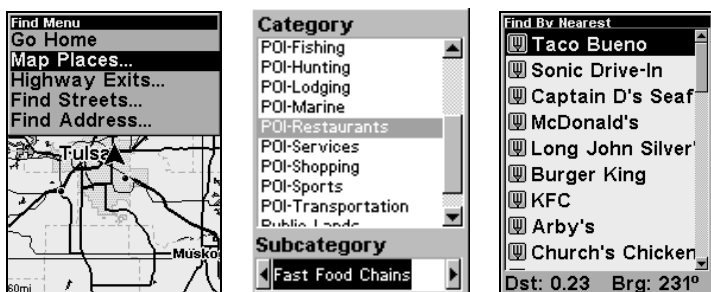 Find Menu
Go Home
Map Places...
Highway Exits...
Find Streets...
Find Address...
Tulsa
Musko
60mi
Category
POI-Fishing
POI-Hunting
POI-Lodging
POI-Marine
POI-Restaurants
POI-Services
POI-Shopping
POI-Sports
POI-Transportation
Public Lands
Subcategory
Fast Food Chains
Find By Nearest
Taco Bueno
Sonic Drive-In
Captain D's Seaf
McDonald's
Long John Silver'
Burger King
KFC
Arby's
Church's Chicken
Dst: 0.23 Brg: 231º